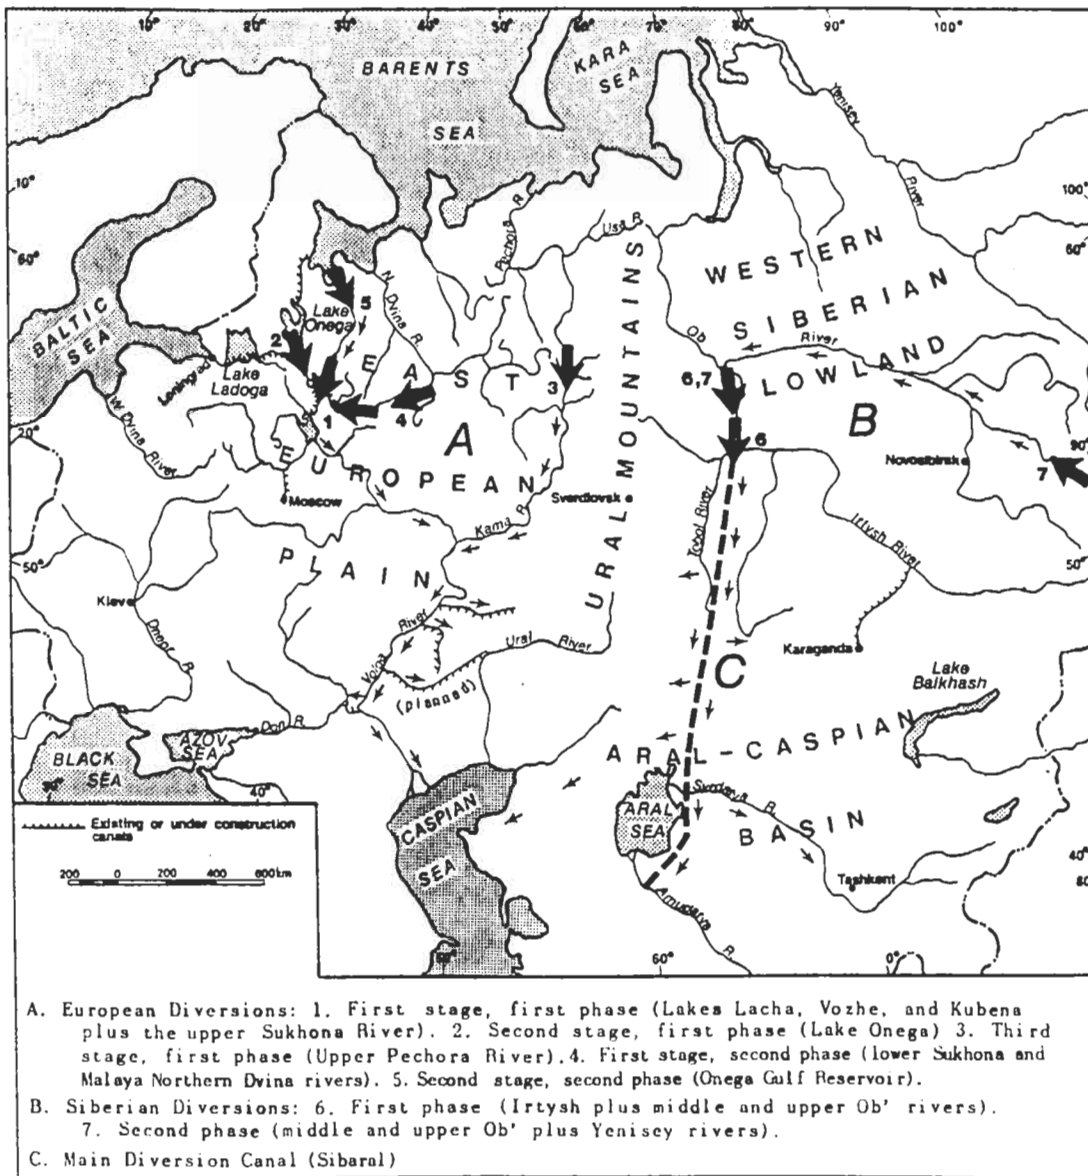 10°
20°
30°
40°
50°
60°
70°
80°
90°
100
BARENTS
SEA
KARA
SEA
Yenisey
River
10°
100°
60°
60°
Pechora R.
Usa R.
N. Dvina R.
WESTERN
SIBERIAN
LOWLAND
URAL MOUNTAINS
BALTIC
SEA
Leningrad
Lake
Ladoga
Lake
Onega
5
2
1
4
3
6,7
6
7
Ob
River
A
B
C
EAST
EUROPEAN
PLAIN
W. Dvina River
20°
90°
Moscow
Sverdlovsk
Novosibirsk
Kama R.
Tobol River
Irtysh River
50°
50°
Kiev
Dnepr R.
Volga
River
Ural River
(planned)
Karaganda
Lake
Balkhash
Don R.
AZOV
SEA
BLACK
SEA
30°
40°
CASPIAN
SEA
ARAL-CASPIAN
BASIN
ARAL
SEA
Syrdarya R.
Tashkent
Amudarya R.
40°
60°
Existing or under construction
canals
200 0 200 400 600km
A. European Diversions: 1. First stage, first phase (Lakes Lacha, Vozhe, and Kubena
plus the upper Sukhona River). 2. Second stage, first phase (Lake Onega) 3. Third
stage, first phase (Upper Pechora River). 4. First stage, second phase (lower Sukhona and
Malaya Northern Dvina rivers). 5. Second stage, second phase (Onega Gulf Reservoir).
B. Siberian Diversions: 6. First phase (Irtysh plus middle and upper Ob' rivers).
7. Second phase (middle and upper Ob' plus Yenisey rivers).
C. Main Diversion Canal (Sibaral)